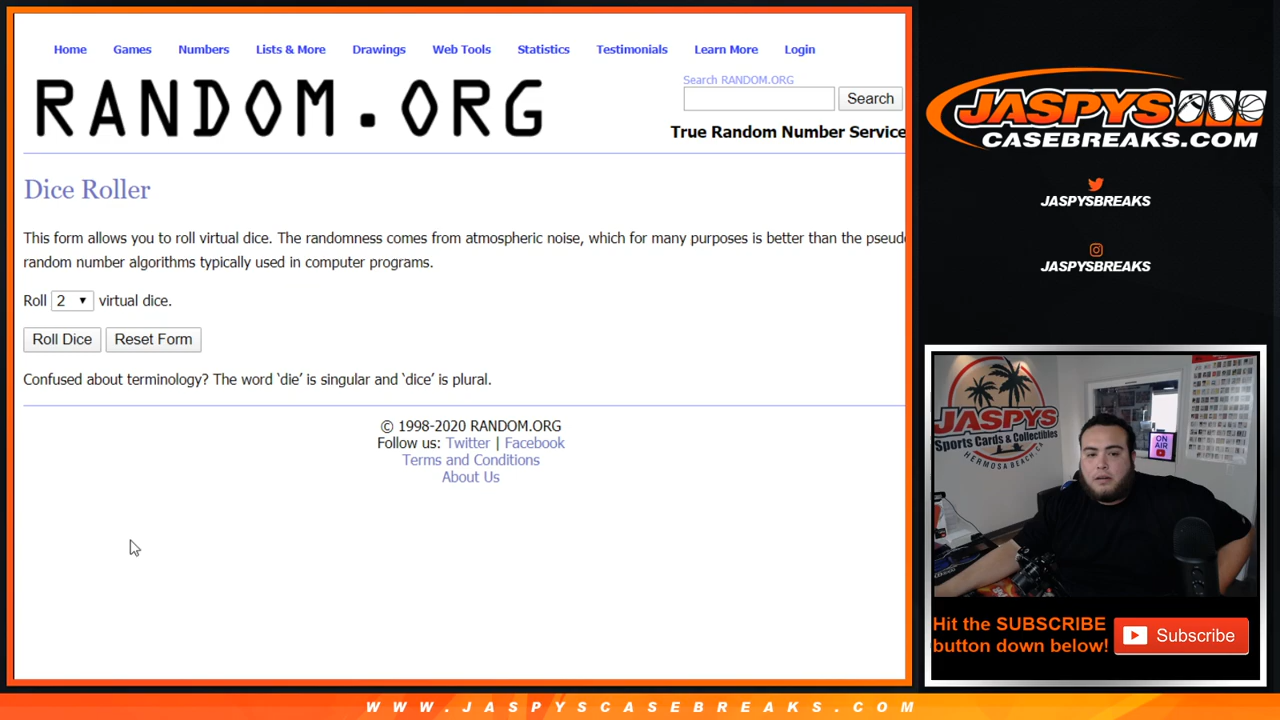 Home Games Numbers Lists & More Drawings Web Tools Statistics Testimonials Learn More Login
RANDOM.ORG
Search RANDOM.ORG
Search
True Random Number Service
Dice Roller
This form allows you to roll virtual dice. The randomness comes from atmospheric noise, which for many purposes is better than the pseudo
random number algorithms typically used in computer programs.
Roll 2 virtual dice.
Roll Dice Reset Form
Confused about terminology? The word ‘die’ is singular and ‘dice’ is plural.
© 1998-2020 RANDOM.ORG
Follow us: Twitter | Facebook
Terms and Conditions
About Us
JASPYS
CASEBREAKS.COM
JASPYSBREAKS
JASPYSBREAKS
JASPYS
Sports Cards & Collectibles
HERMOSA BEACH, CA
ON
AIR
Hit the SUBSCRIBE
button down below!
Subscribe
WWW.JASPYSCASEBREAKS.COM